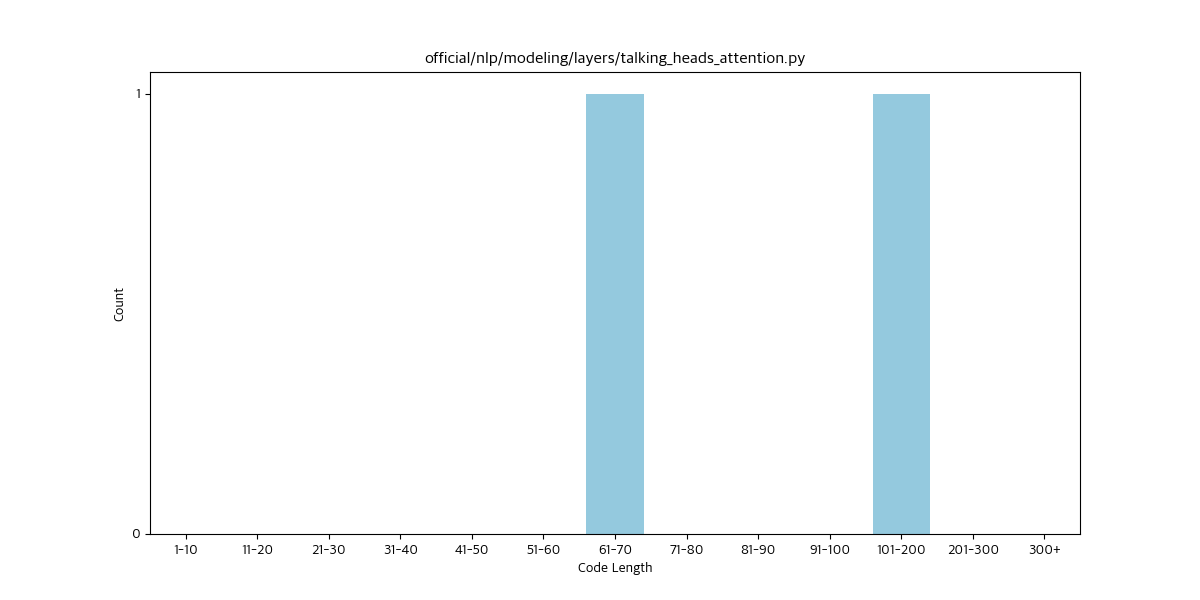 official/nlp/modeling/layers/talking_heads_attention.py
1
Count
0
1-10 11-20 21-30 31-40 41-50 51-60 61-70 71-80 81-90 91-100 101-200 201-300 300+
Code Length